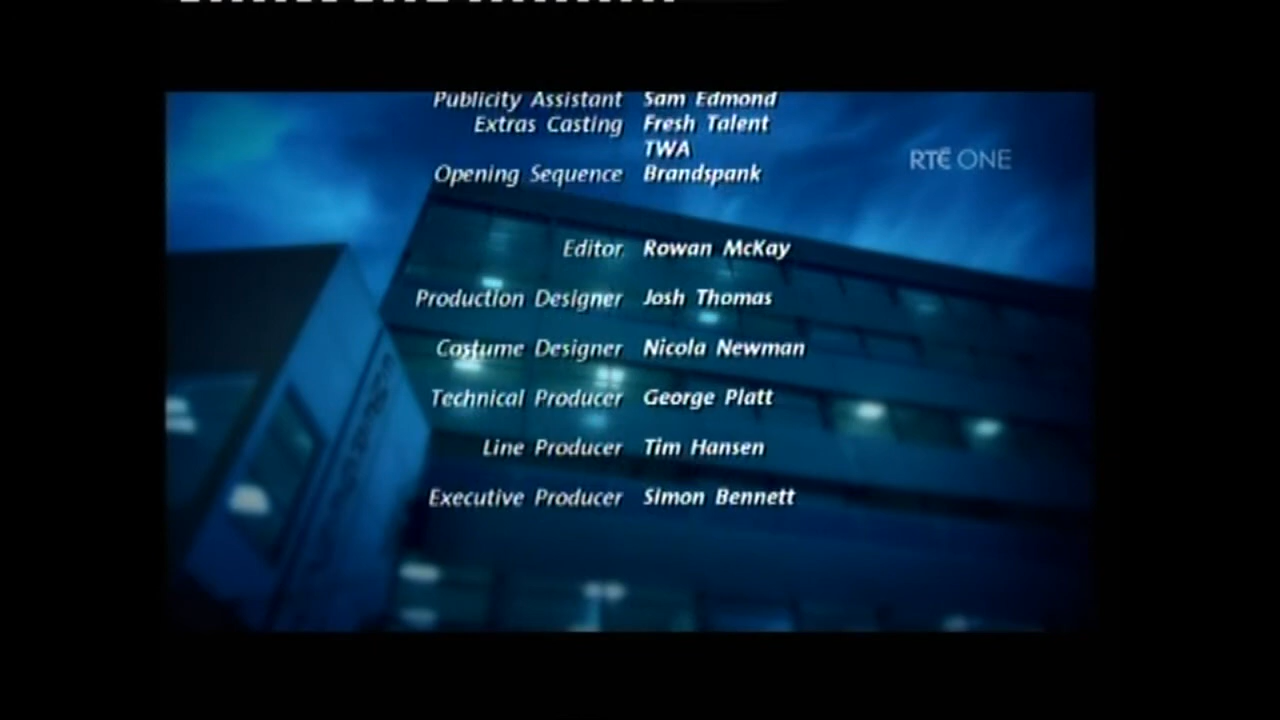 Publicity Assistant Sam Edmond
Extras Casting Fresh Talent
TWA
RTÉ ONE
Opening Sequence Brandspank
Editor Rowan McKay
Production Designer Josh Thomas
Costume Designer Nicola Newman
Technical Producer George Platt
Line Producer Tim Hansen
Executive Producer Simon Bennett